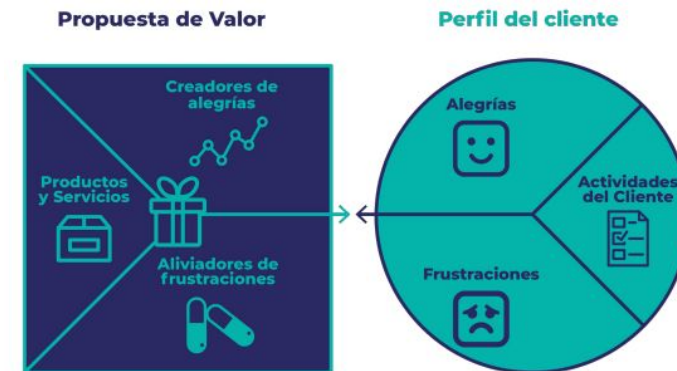 Propuesta de Valor
Perfil del cliente
Creadores de
alegrías
Productos
y Servicios
Aliviadores de
frustraciones
Alegrías
Actividades
del Cliente
Frustraciones